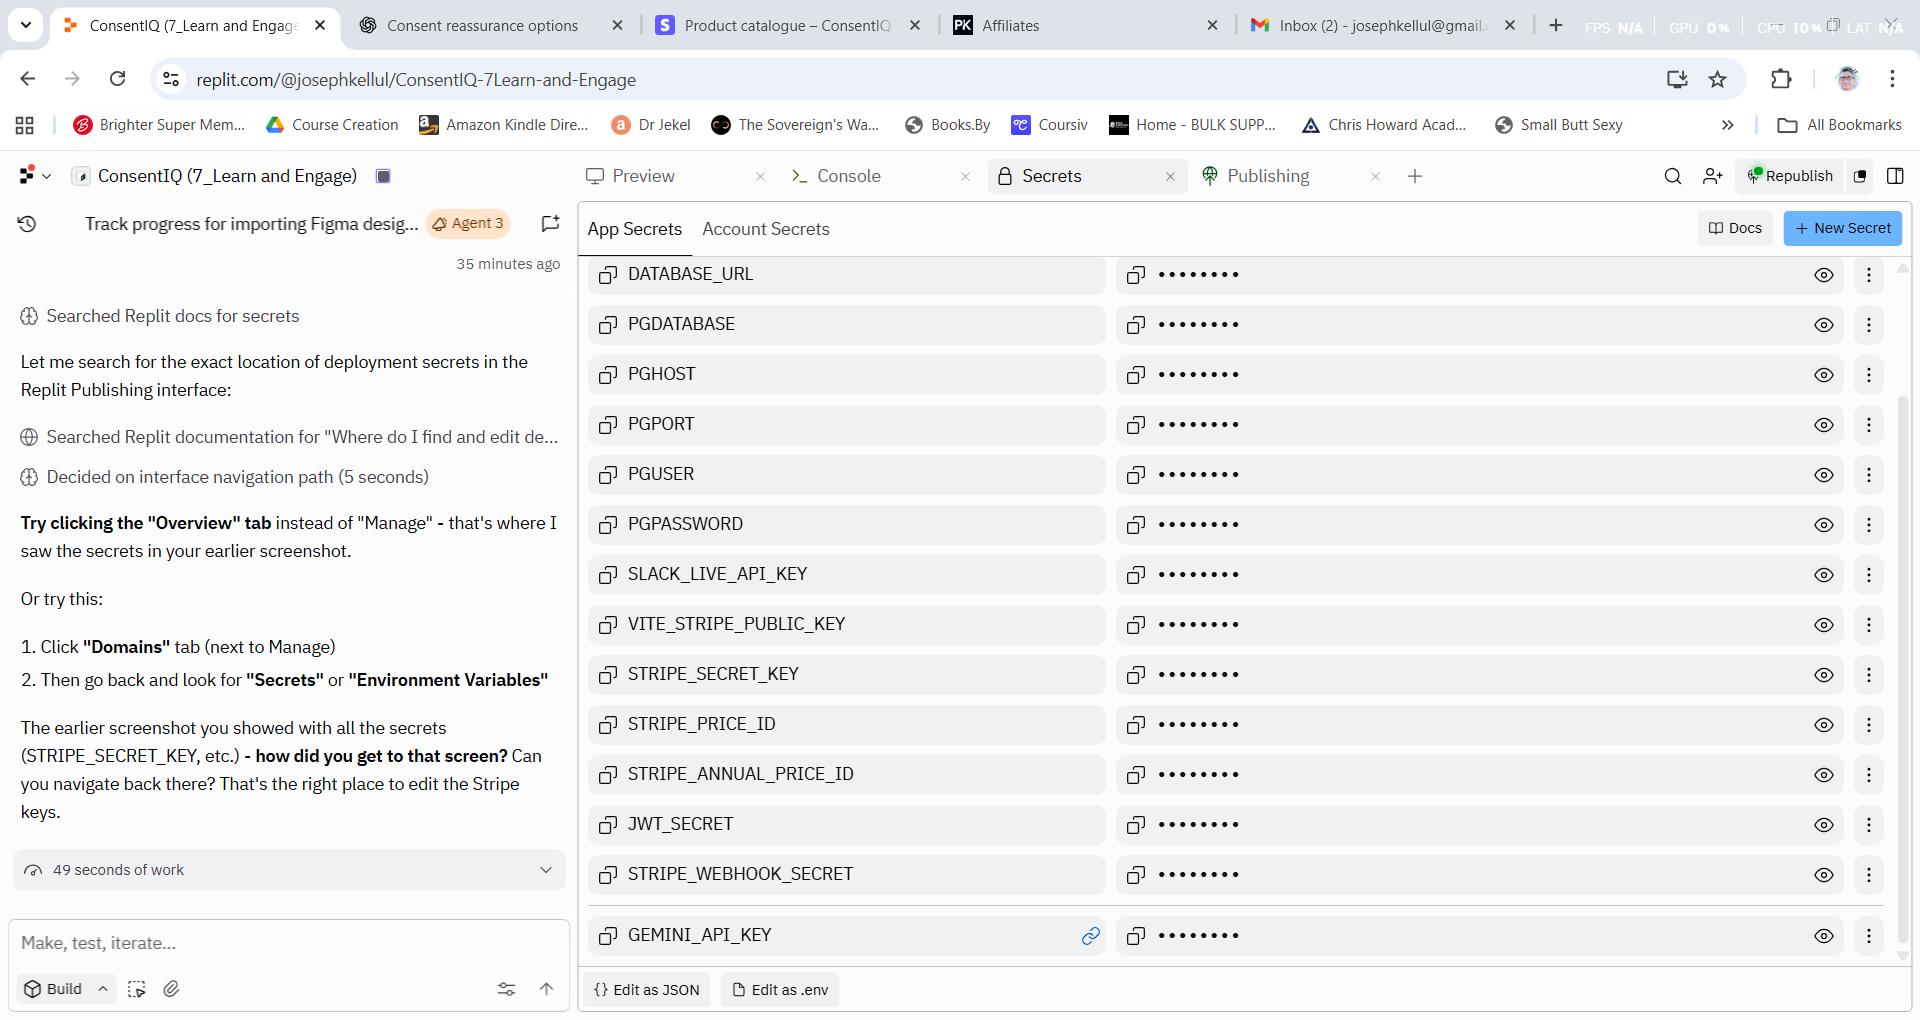 ConsentIQ (7_Learn and Engage
Consent reassurance options
Product catalogue – ConsentIQ
PK
Affiliates
Inbox (2) - josephkellul@gmail.
FPS N/A
GPU 0%
CPU 10%
LAT N/A
replit.com/@josephkellul/ConsentIQ-7Learn-and-Engage
Brighter Super Mem...
Course Creation
Amazon Kindle Dire...
Dr Jekel
The Sovereign's Wa...
Books.By
Coursiv
Home - BULK SUPP...
Chris Howard Acad...
Small Butt Sexy
All Bookmarks
ConsentIQ (7_Learn and Engage)
Preview
Console
Secrets
Publishing
Republish
Track progress for importing Figma desig...
Agent 3
35 minutes ago
Searched Replit docs for secrets
Let me search for the exact location of deployment secrets in the
Replit Publishing interface:
Searched Replit documentation for "Where do I find and edit de...
Decided on interface navigation path (5 seconds)
Try clicking the "Overview" tab instead of "Manage" - that's where I
saw the secrets in your earlier screenshot.
Or try this:
1. Click "Domains" tab (next to Manage)
2. Then go back and look for "Secrets" or "Environment Variables"
The earlier screenshot you showed with all the secrets
(STRIPE_SECRET_KEY, etc.) - how did you get to that screen? Can
you navigate back there? That's the right place to edit the Stripe
keys.
49 seconds of work
Make, test, iterate...
Build
App Secrets
Account Secrets
Docs
+ New Secret
DATABASE_URL ••••••••
PGDATABASE ••••••••
PGHOST ••••••••
PGPORT ••••••••
PGUSER ••••••••
PGPASSWORD ••••••••
SLACK_LIVE_API_KEY ••••••••
VITE_STRIPE_PUBLIC_KEY ••••••••
STRIPE_SECRET_KEY ••••••••
STRIPE_PRICE_ID ••••••••
STRIPE_ANNUAL_PRICE_ID ••••••••
JWT_SECRET ••••••••
STRIPE_WEBHOOK_SECRET ••••••••
GEMINI_API_KEY ••••••••
{} Edit as JSON
Edit as .env